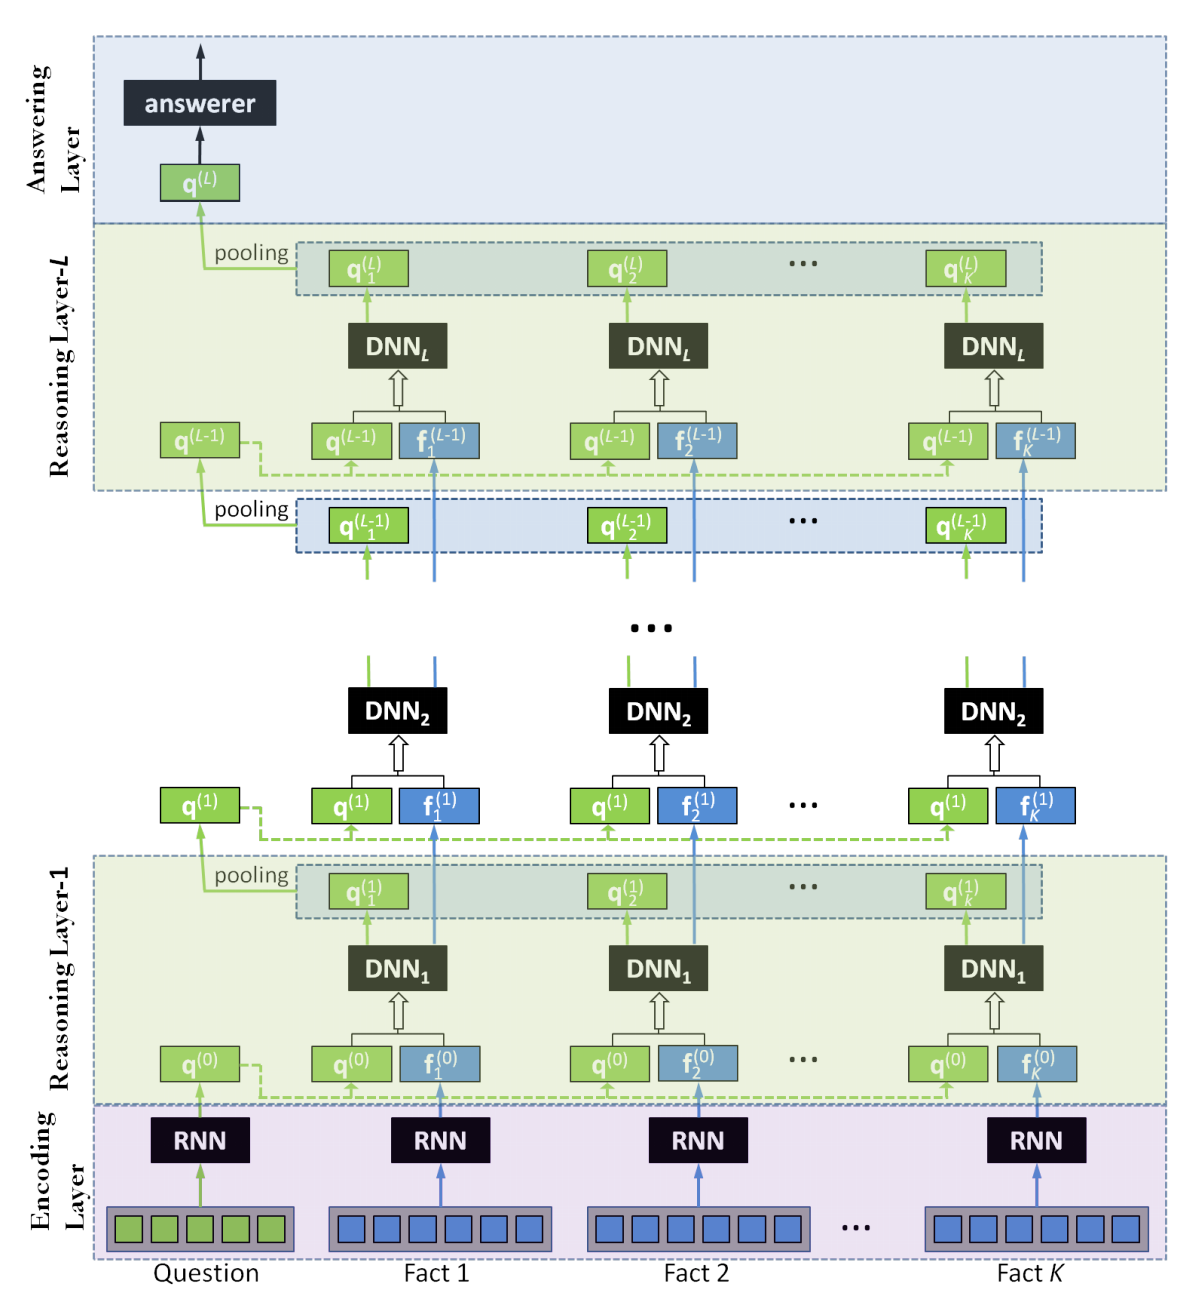 Answering Layer
answerer
q(L)
Reasoning Layer-L
pooling
q1(L) q2(L) ... qK(L)
DNNL DNNL DNNL
q(L-1) q(L-1) f1(L-1) q(L-1) f2(L-1) q(L-1) fK(L-1)
pooling
q1(L-1) q2(L-1) ... qK(L-1)
...
DNN2 DNN2 DNN2
q(1) q(1) f1(1) q(1) f2(1) ... q(1) fK(1)
Reasoning Layer-1
pooling
q1(1) q2(1) ... qk(1)
DNN1 DNN1 DNN1
q(0) q(0) f1(0) q(0) f2(0) ... q(0) fK(0)
Encoding Layer
RNN RNN RNN RNN
...
Question Fact 1 Fact 2 Fact K